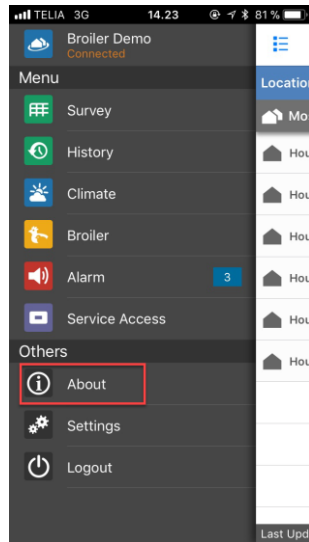 TELIA 3G 14.23 81 %
Broiler Demo
Connected
Menu
Survey
History
Climate
Broiler
Alarm 3
Service Access
Others
About
Settings
Logout
Location
Mo
Hou
Hou
Hou
Hou
Hou
Hou
Last Upd